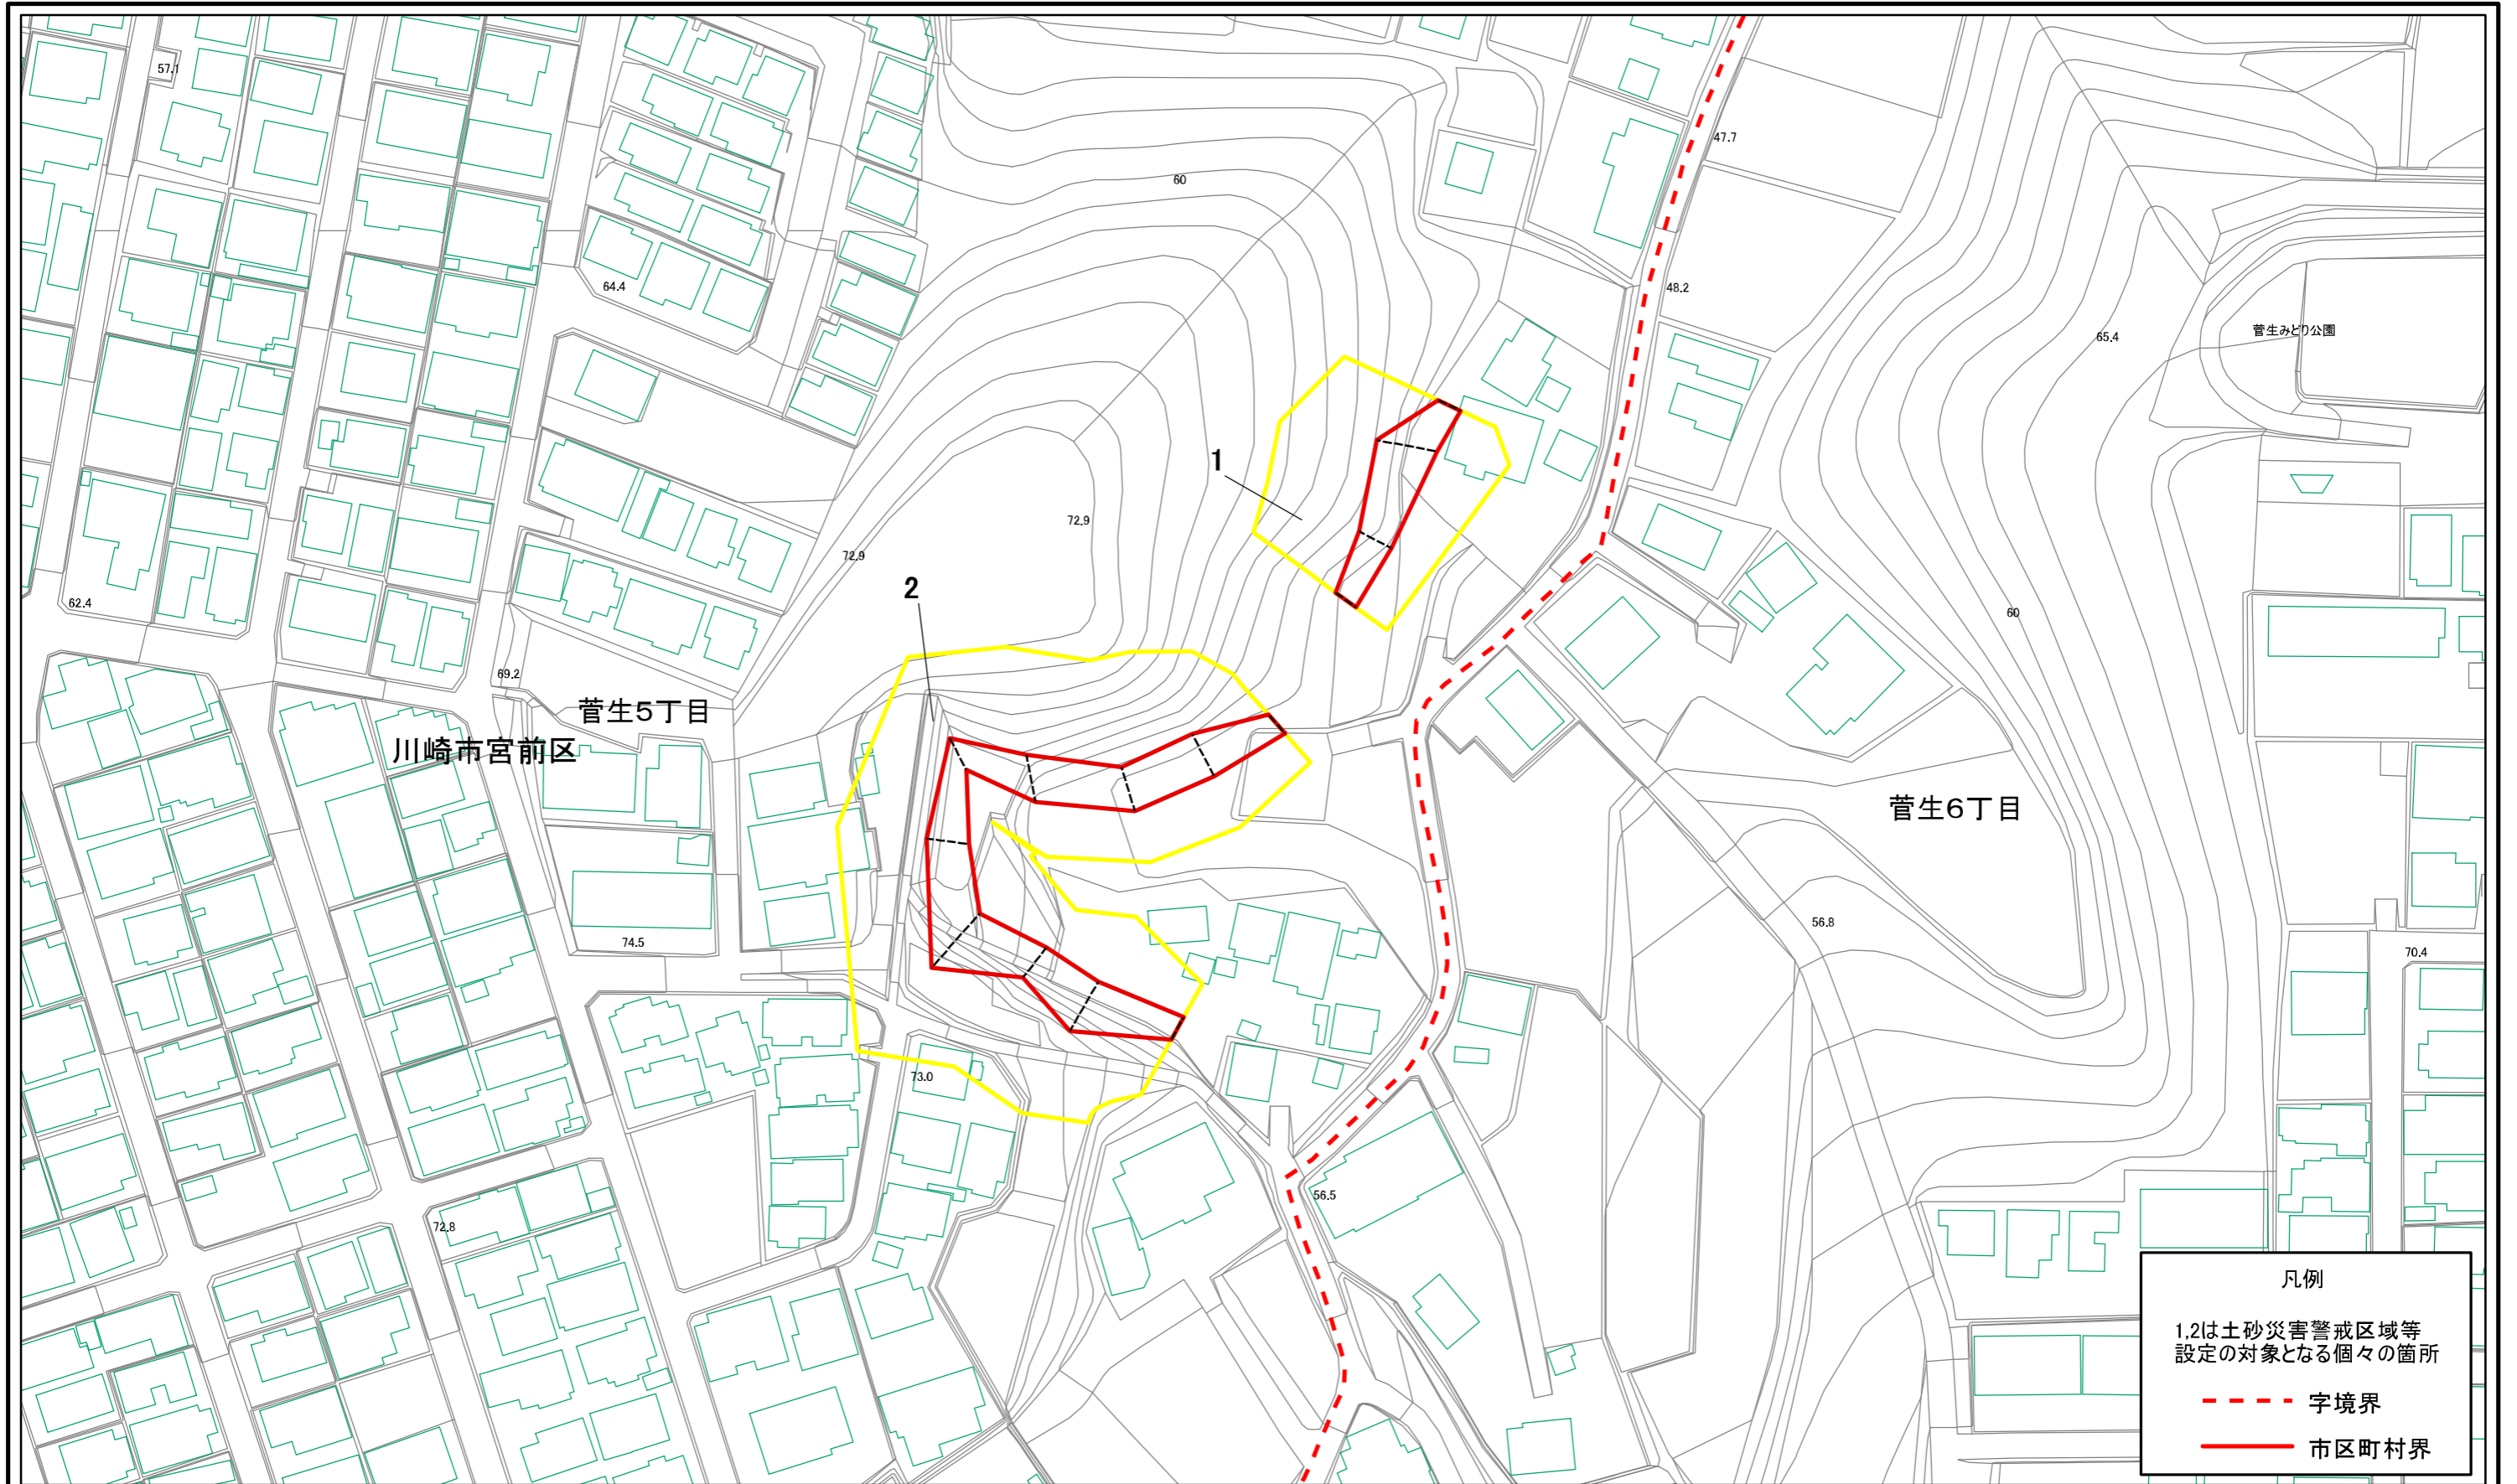 57.1
47.7
60
48.2
64.4
菅生みどり公園
65.4
1
72.9
72.9
2
62.4
60
69.2
菅生5丁目
川崎市宮前区
菅生6丁目
56.8
74.5
70.4
73.0
56.5
72.8
凡例
1,2は土砂災害警戒区域等
設定の対象となる個々の箇所
字境界
市区町村界